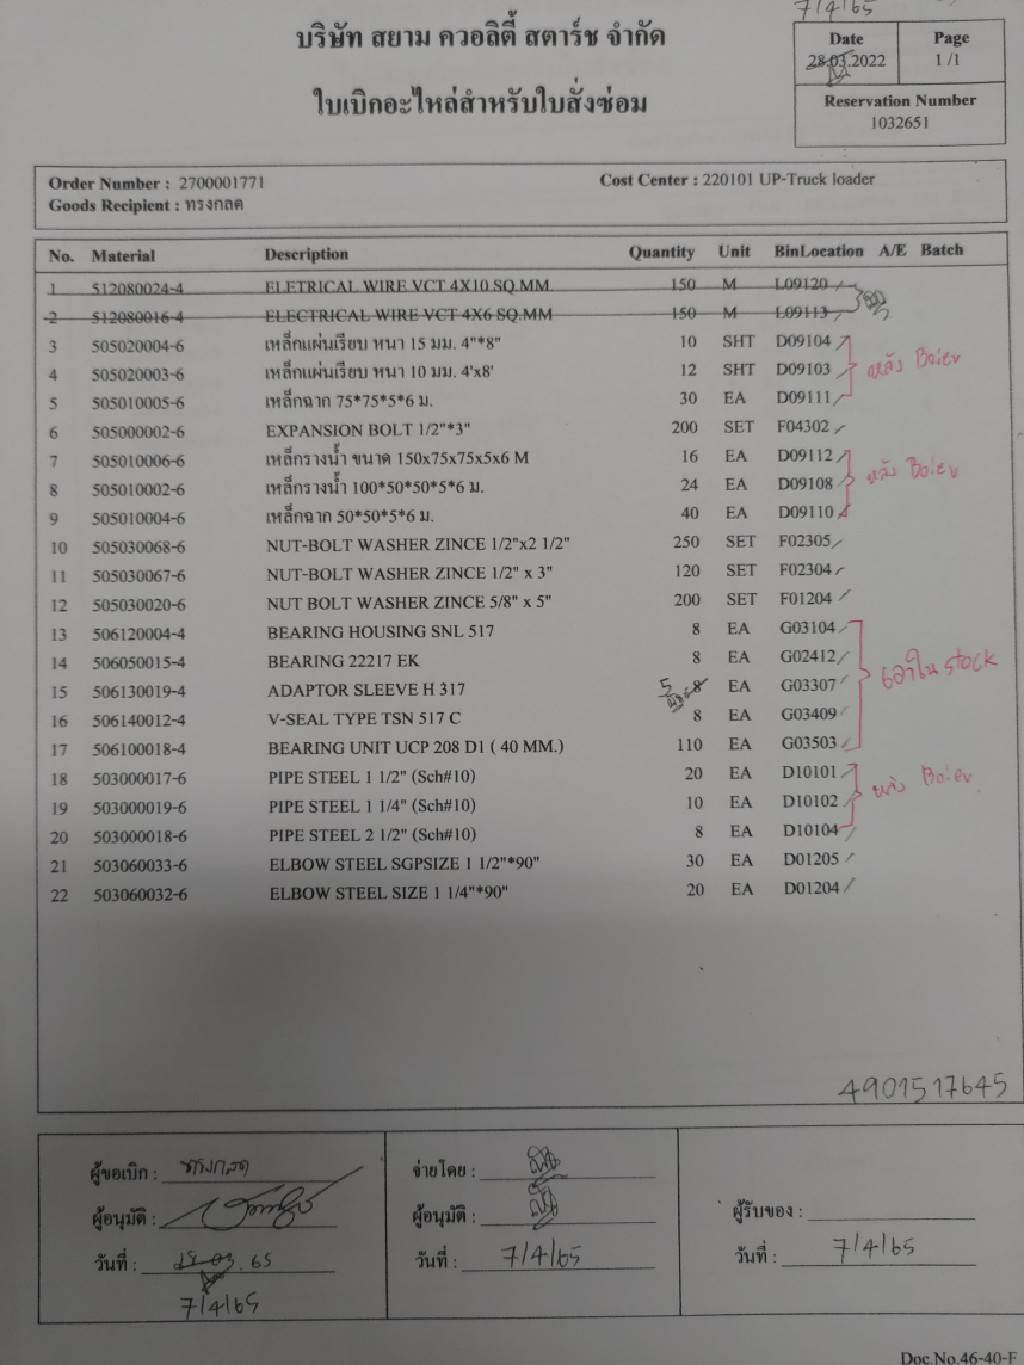 7/4/65
บริษัท สยาม ควอลิตี้ สตาร์ช จำกัด
ใบเบิกอะไหล่สำหรับใบสั่งซ่อม
Date Page
28.03.2022 1 /1
Reservation Number
1032651
Order Number : 2700001771 Cost Center : 220101 UP-Truck loader
Goods Recipient : ทรงกลด
No. Material Description Quantity Unit BinLocation A/E Batch
1 512080024-4 ELETRICAL WIRE VCT 4X10 SQ.MM. 150 M L09120
2 512080016-4 ELECTRICAL WIRE VCT 4X6 SQ.MM 150 M L09113
3 505020004-6 เหล็กแผ่นเรียบ หนา 15 มม. 4"*8" 10 SHT D09104
4 505020003-6 เหล็กแผ่นเรียบ หนา 10 มม. 4'x8' 12 SHT D09103 หลัง Boier
5 505010005-6 เหล็กฉาก 75*75*5*6 ม. 30 EA D09111
6 505000002-6 EXPANSION BOLT 1/2"*3" 200 SET F04302
7 505010006-6 เหล็กรางน้ำ ขนาด 150x75x75x5x6 M 16 EA D09112
8 505010002-6 เหล็กรางน้ำ 100*50*50*5*6 ม. 24 EA D09108 หลัง Boier
9 505010004-6 เหล็กฉาก 50*50*5*6 ม. 40 EA D09110
10 505030068-6 NUT-BOLT WASHER ZINCE 1/2"x2 1/2" 250 SET F02305
11 505030067-6 NUT-BOLT WASHER ZINCE 1/2" x 3" 120 SET F02304
12 505030020-6 NUT BOLT WASHER ZINCE 5/8" x 5" 200 SET F01204
13 506120004-4 BEARING HOUSING SNL 517 8 EA G03104
14 506050015-4 BEARING 22217 EK 8 EA G02412 เอาใน stock
15 506130019-4 ADAPTOR SLEEVE H 317 5 8 EA G03307
16 506140012-4 V-SEAL TYPE TSN 517 C 8 EA G03409
17 506100018-4 BEARING UNIT UCP 208 D1 ( 40 MM.) 110 EA G03503
18 503000017-6 PIPE STEEL 1 1/2" (Sch#10) 20 EA D10101
19 503000019-6 PIPE STEEL 1 1/4" (Sch#10) 10 EA D10102 หลัง Boier
20 503000018-6 PIPE STEEL 2 1/2" (Sch#10) 8 EA D10104
21 503060033-6 ELBOW STEEL SGPSIZE 1 1/2"*90" 30 EA D01205
22 503060032-6 ELBOW STEEL SIZE 1 1/4"*90" 20 EA D01204
4901517645
ผู้ขอเบิก : ทรงกลด จ่ายโดย :
ผู้อนุมัติ : ผู้อนุมัติ : ผู้รับของ :
วันที่ : 28.03.65 วันที่ : 7/4/65 วันที่ : 7/4/65
7/4/65
Doc.No.46-40-F